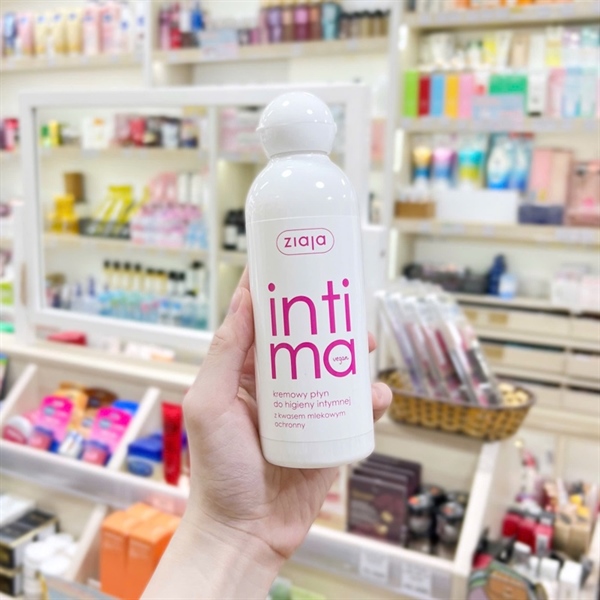 ziaja
inti
ma
vegan
kremowy płyn
do higieny intymnej
z kwasem mlekowym
ochronny